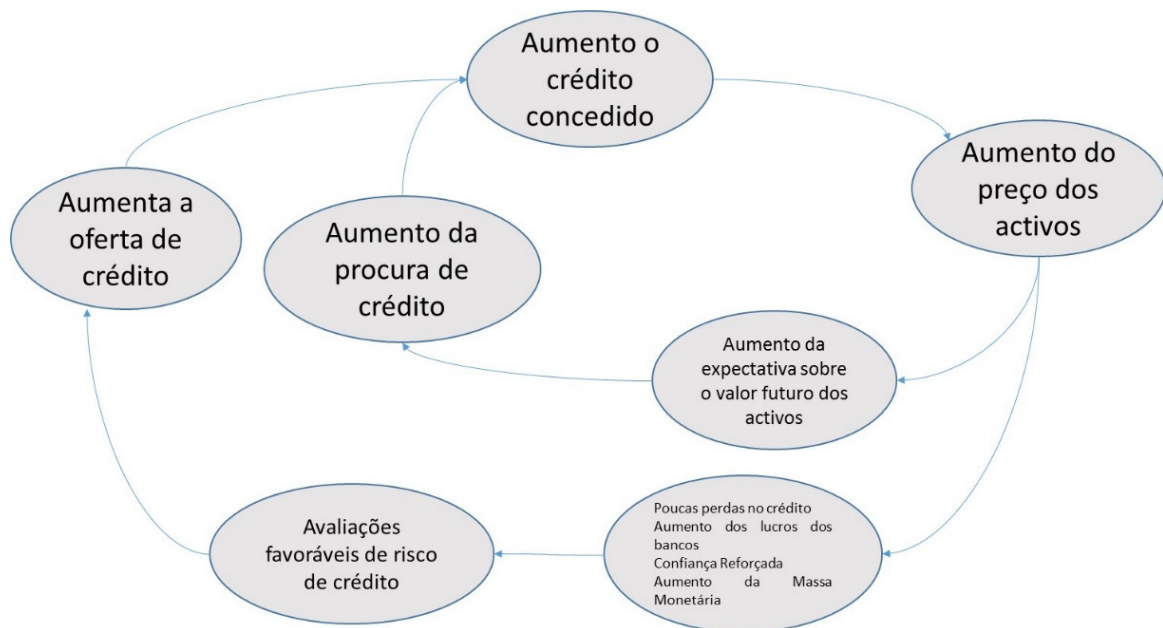 Aumento o
crédito
concedido
Aumento do
preço dos
activos
Aumenta a
oferta de
crédito
Aumento da
procura de
crédito
Aumento da
expectativa sobre
o valor futuro dos
activos
Poucas perdas no crédito
Aumento dos lucros dos
bancos
Confiança Reforçada
Aumento da Massa
Monetária
Avaliações
favoráveis de risco
de crédito